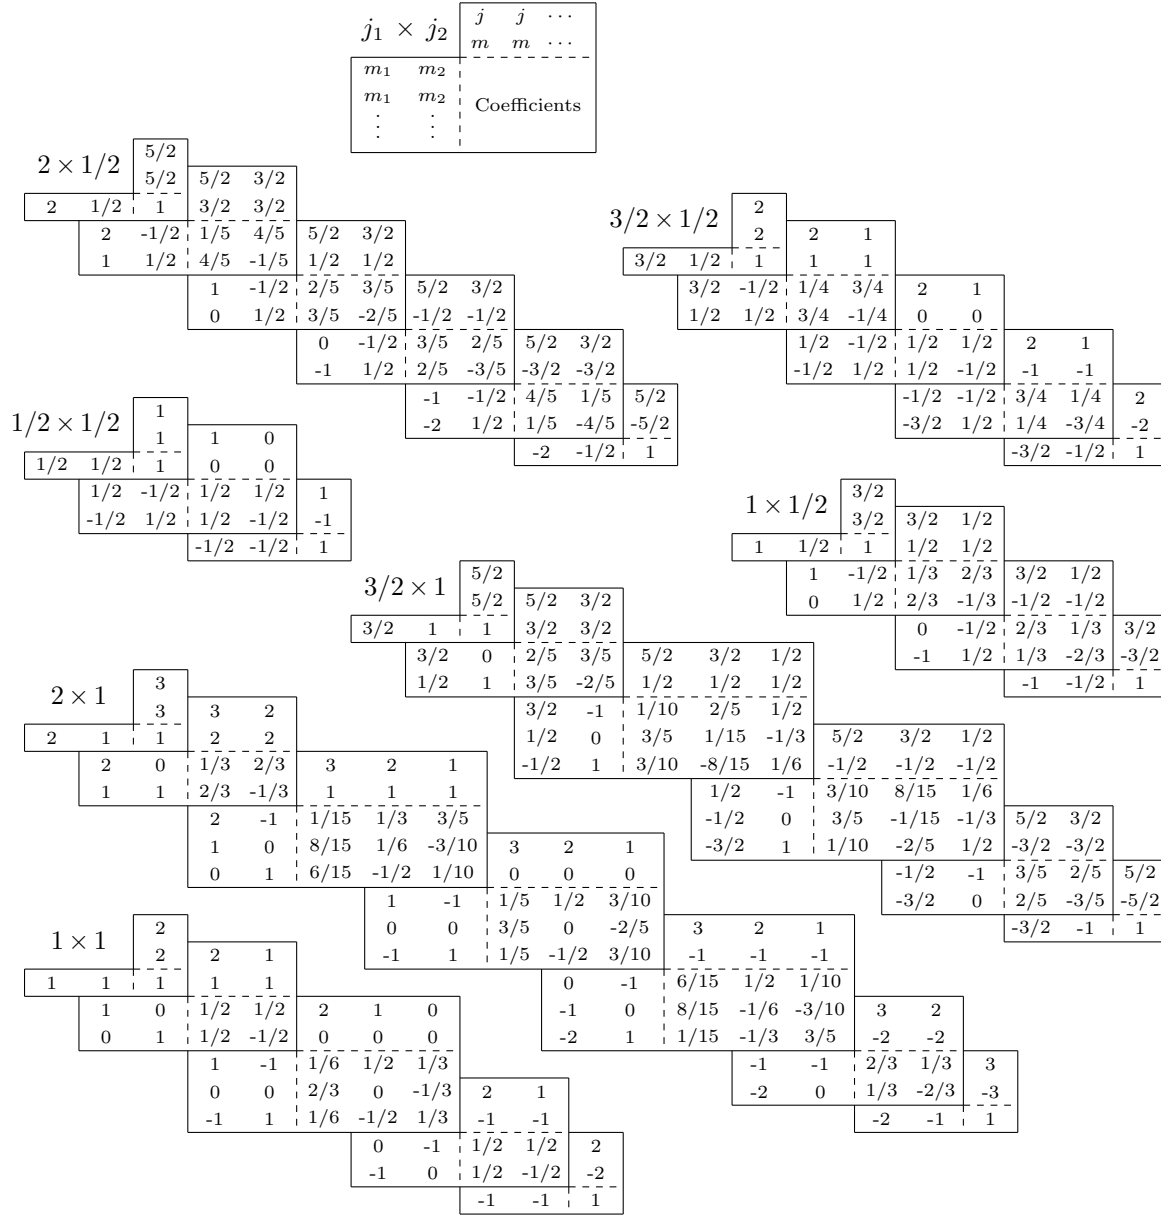 j₁ × j₂
j j ⋯
m m ⋯
m₁ m₂
m₁ m₂
⋮ ⋮
Coefficients
2 × 1/2
5/2
5/2 5/2 3/2
2 1/2 1 3/2 3/2
2 -1/2 1/5 4/5 5/2 3/2
1 1/2 4/5 -1/5 1/2 1/2
1 -1/2 2/5 3/5 5/2 3/2
0 1/2 3/5 -2/5 -1/2 -1/2
0 -1/2 3/5 2/5 5/2 3/2
-1 1/2 2/5 -3/5 -3/2 -3/2
-1 -1/2 4/5 1/5 5/2
-2 1/2 1/5 -4/5 -5/2
-2 -1/2 1
3/2 × 1/2
2
2 2 1
3/2 1/2 1 1 1
3/2 -1/2 1/4 3/4 2 1
1/2 1/2 3/4 -1/4 0 0
1/2 -1/2 1/2 1/2 2 1
-1/2 1/2 1/2 -1/2 -1 -1
-1/2 -1/2 3/4 1/4 2
-3/2 1/2 1/4 -3/4 -2
-3/2 -1/2 1
1/2 × 1/2
1
1 1 0
1/2 1/2 1 0 0
1/2 -1/2 1/2 1/2 1
-1/2 1/2 1/2 -1/2 -1
-1/2 -1/2 1
1 × 1/2
3/2
3/2 3/2 1/2
1 1/2 1 1/2 1/2
1 -1/2 1/3 2/3 3/2 1/2
0 1/2 2/3 -1/3 -1/2 -1/2
0 -1/2 2/3 1/3 3/2
-1 1/2 1/3 -2/3 -3/2
-1 -1/2 1
3/2 × 1
5/2
5/2 5/2 3/2
3/2 1 1 3/2 3/2
3/2 0 2/5 3/5 5/2 3/2 1/2
1/2 1 3/5 -2/5 1/2 1/2 1/2
3/2 -1 1/10 2/5 1/2
1/2 0 3/5 1/15 -1/3 5/2 3/2 1/2
-1/2 1 3/10 -8/15 1/6 -1/2 -1/2 -1/2
1/2 -1 3/10 8/15 1/6
-1/2 0 3/5 -1/15 -1/3 5/2 3/2
-3/2 1 1/10 -2/5 1/2 -3/2 -3/2
-1/2 -1 3/5 2/5 5/2
-3/2 0 2/5 -3/5 -5/2
-3/2 -1 1
2 × 1
3
3 3 2
2 1 1 2 2
2 0 1/3 2/3 3 2 1
1 1 2/3 -1/3 1 1 1
2 -1 1/15 1/3 3/5
1 0 8/15 1/6 -3/10 3 2 1
0 1 6/15 -1/2 1/10 0 0 0
1 -1 1/5 1/2 3/10
0 0 3/5 0 -2/5 3 2 1
-1 1 1/5 -1/2 3/10 -1 -1 -1
0 -1 6/15 1/2 1/10
-1 0 8/15 -1/6 -3/10 3 2
-2 1 1/15 -1/3 3/5 -2 -2
-1 -1 2/3 1/3 3
-2 0 1/3 -2/3 -3
-2 -1 1
1 × 1
2
2 2 1
1 1 1 1 1
1 0 1/2 1/2 2 1 0
0 1 1/2 -1/2 0 0 0
1 -1 1/6 1/2 1/3
0 0 2/3 0 -1/3 2 1
-1 1 1/6 -1/2 1/3 -1 -1
0 -1 1/2 1/2 2
-1 0 1/2 -1/2 -2
-1 -1 1